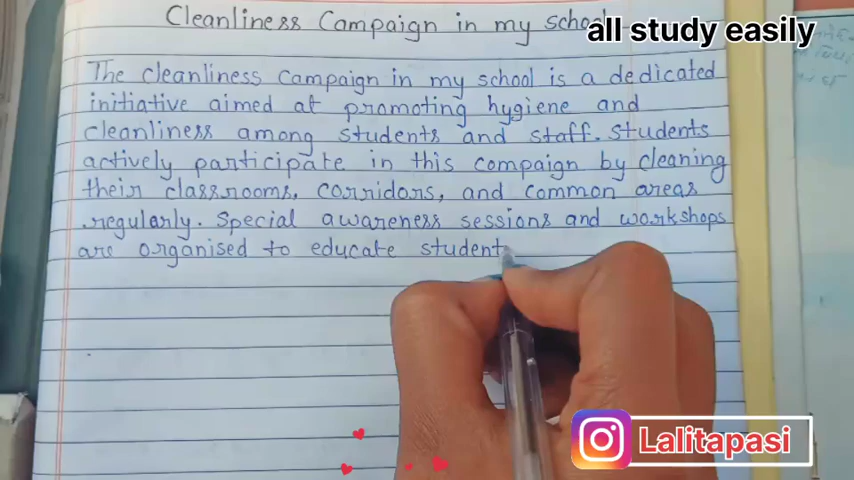 Cleanliness Campaign in my school
all study easily
The cleanliness campaign in my school is a dedicated
initiative aimed at promoting hygiene and
cleanliness among students and staff. Students
actively participate in this compaign by cleaning
their classrooms, corridors, and common areas
regularly. Special awareness sessions and workshops
are organised to educate student
Lalitapasi